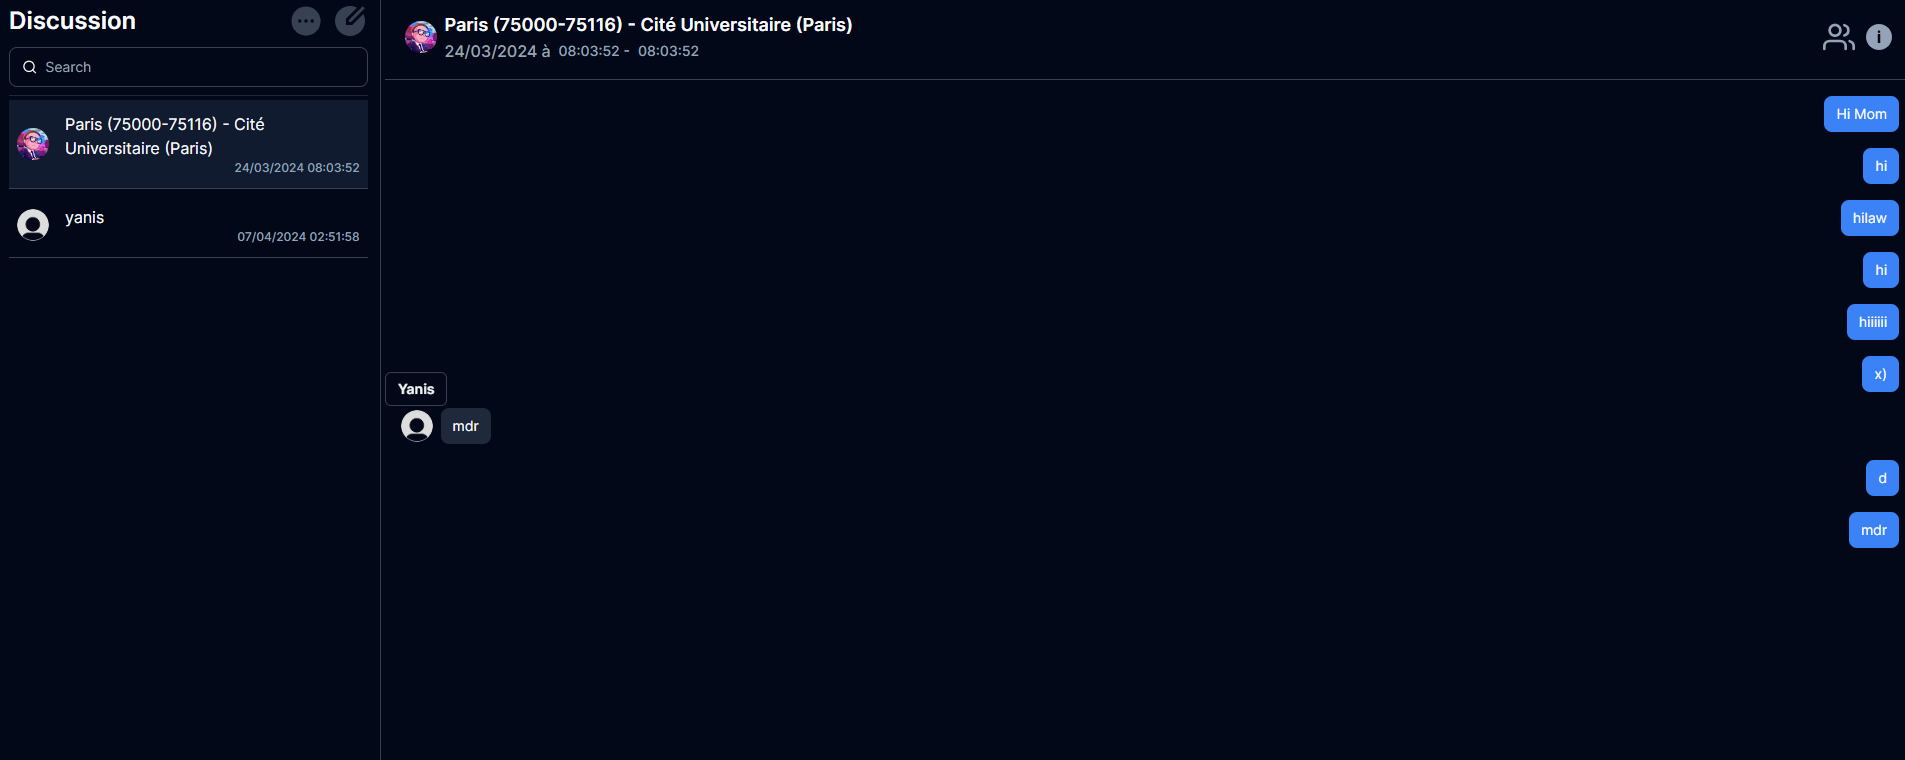 Discussion
Search
Paris (75000-75116) - Cité
Universitaire (Paris)
24/03/2024 08:03:52
yanis
07/04/2024 02:51:58
Paris (75000-75116) - Cité Universitaire (Paris)
24/03/2024 à 08:03:52 - 08:03:52
Hi Mom
hi
hilaw
hi
hiiiiii
x)
Yanis
mdr
d
mdr